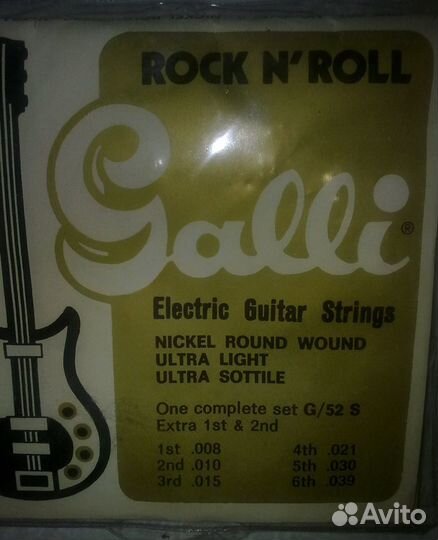 ROCK N' ROLL
Galli®
Electric Guitar Strings
NICKEL ROUND WOUND
ULTRA LIGHT
ULTRA SOTTILE
One complete set G/52 S
Extra 1st & 2nd
1st .008 4th .021
2nd .010 5th .030
3rd .015 6th .039
Avito